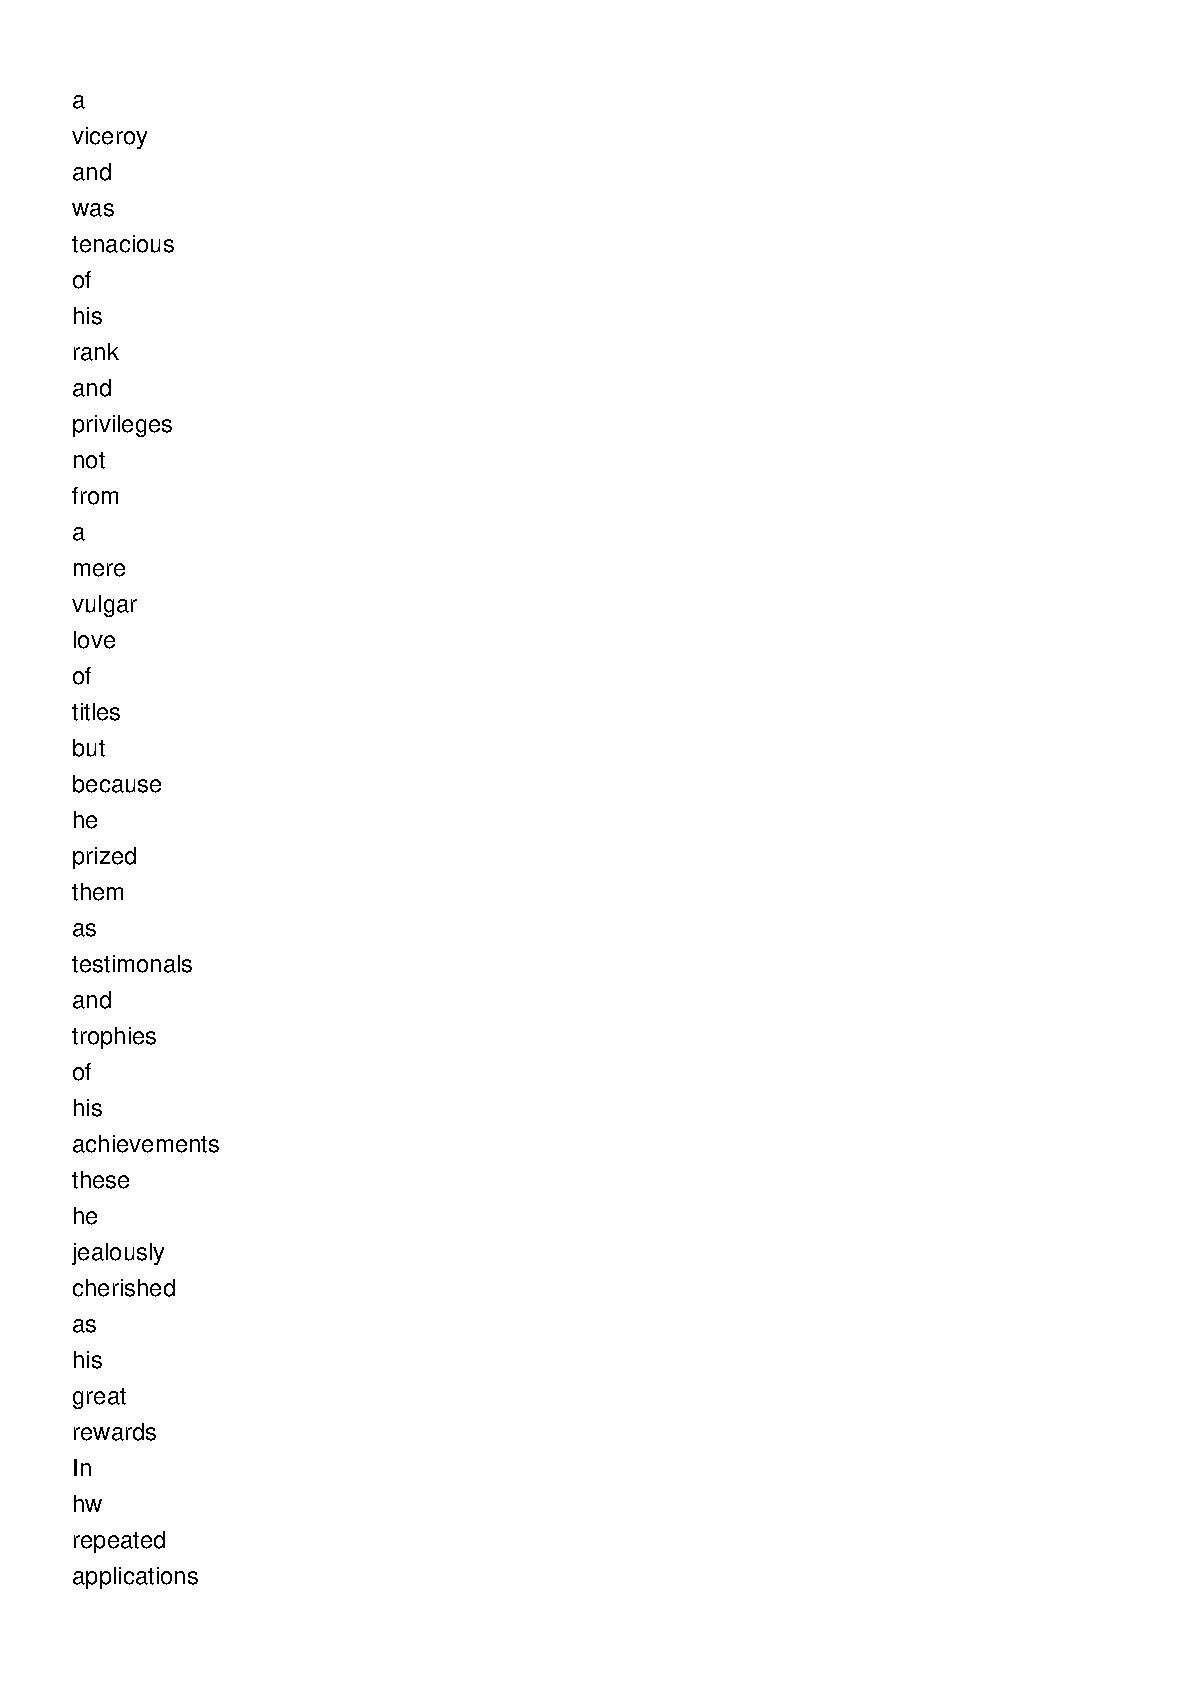 a
viceroy
and
was
tenacious
of
his
rank
and
privileges
not
from
a
mere
vulgar
love
of
titles
but
because
he
prized
them
as
testimonals
and
trophies
of
his
achievements
these
he
jealously
cherished
as
his
great
rewards
In
hw
repeated
applications